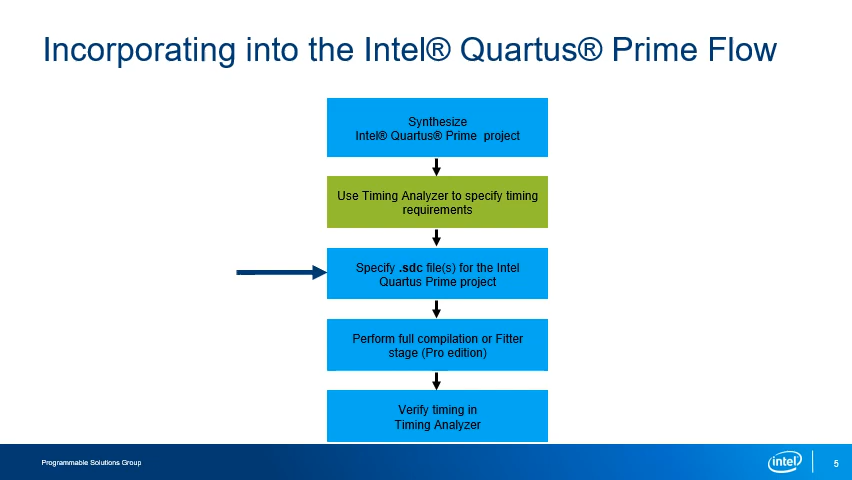 Incorporating into the Intel® Quartus® Prime Flow
Synthesize
Intel® Quartus® Prime project
Use Timing Analyzer to specify timing
requirements
Specify .sdc file(s) for the Intel
Quartus Prime project
Perform full compilation or Fitter
stage (Pro edition)
Verify timing in
Timing Analyzer
Programmable Solutions Group
intel
5